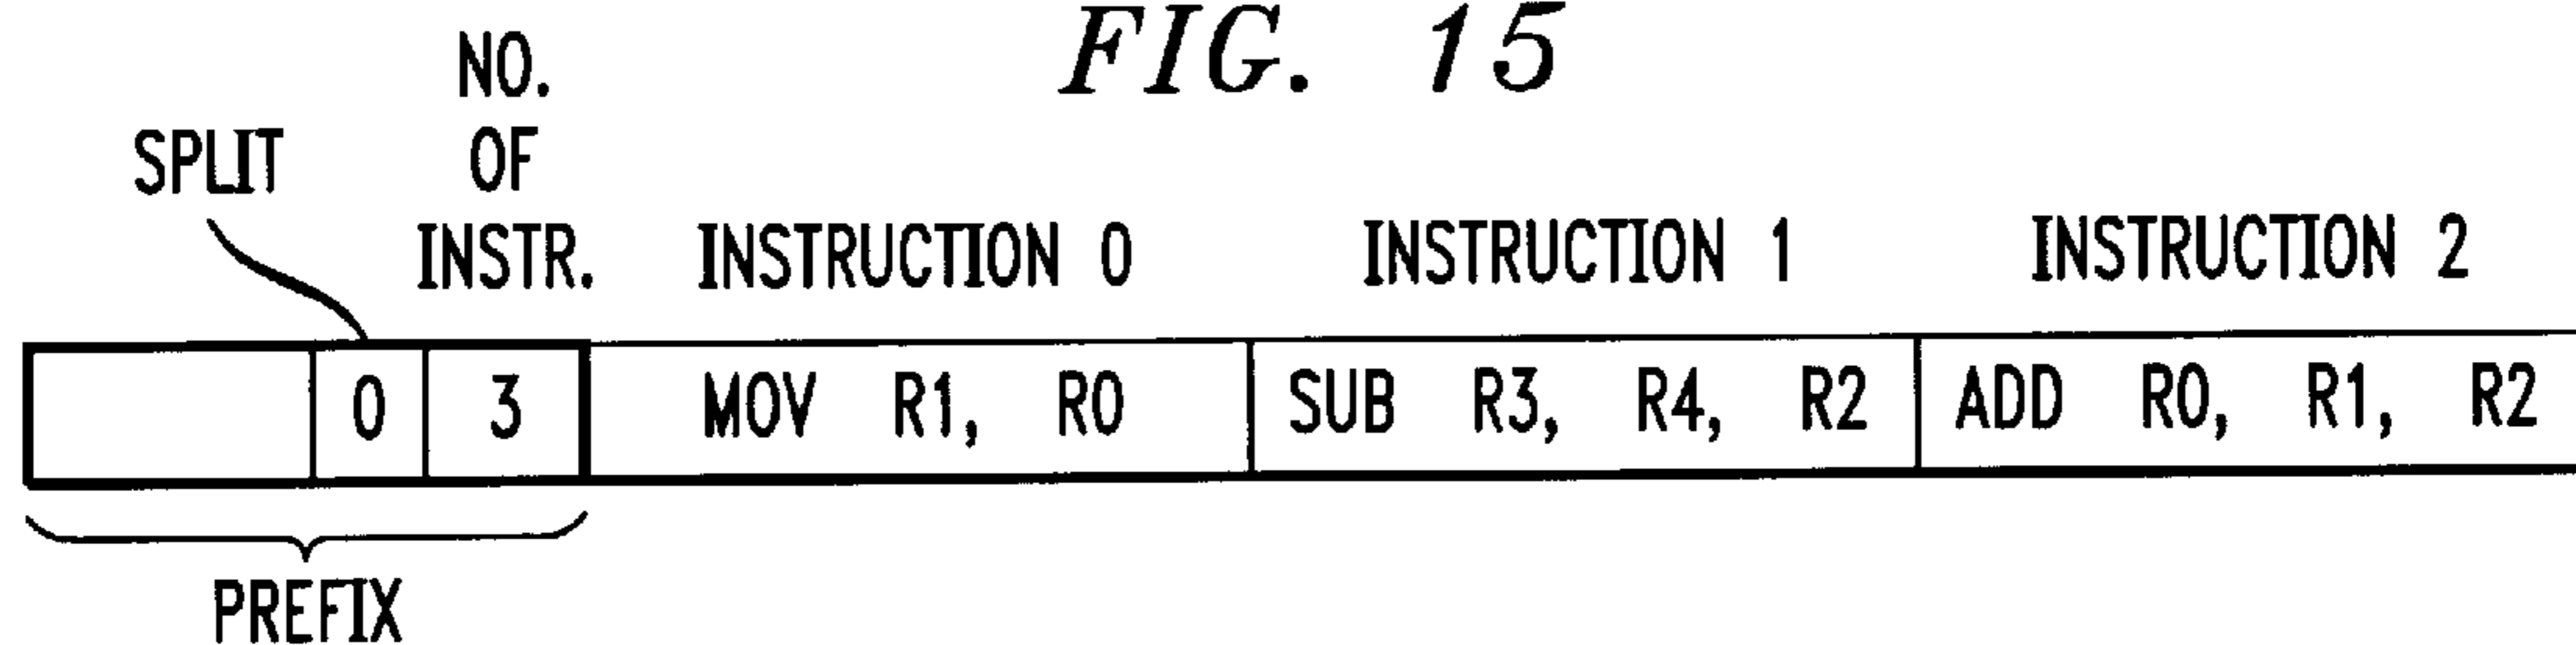 FIG. 15
SPLIT
NO.
OF
INSTR.
INSTRUCTION 0
INSTRUCTION 1
INSTRUCTION 2
0
3
MOV R1, R0
SUB R3, R4, R2
ADD R0, R1, R2
PREFIX